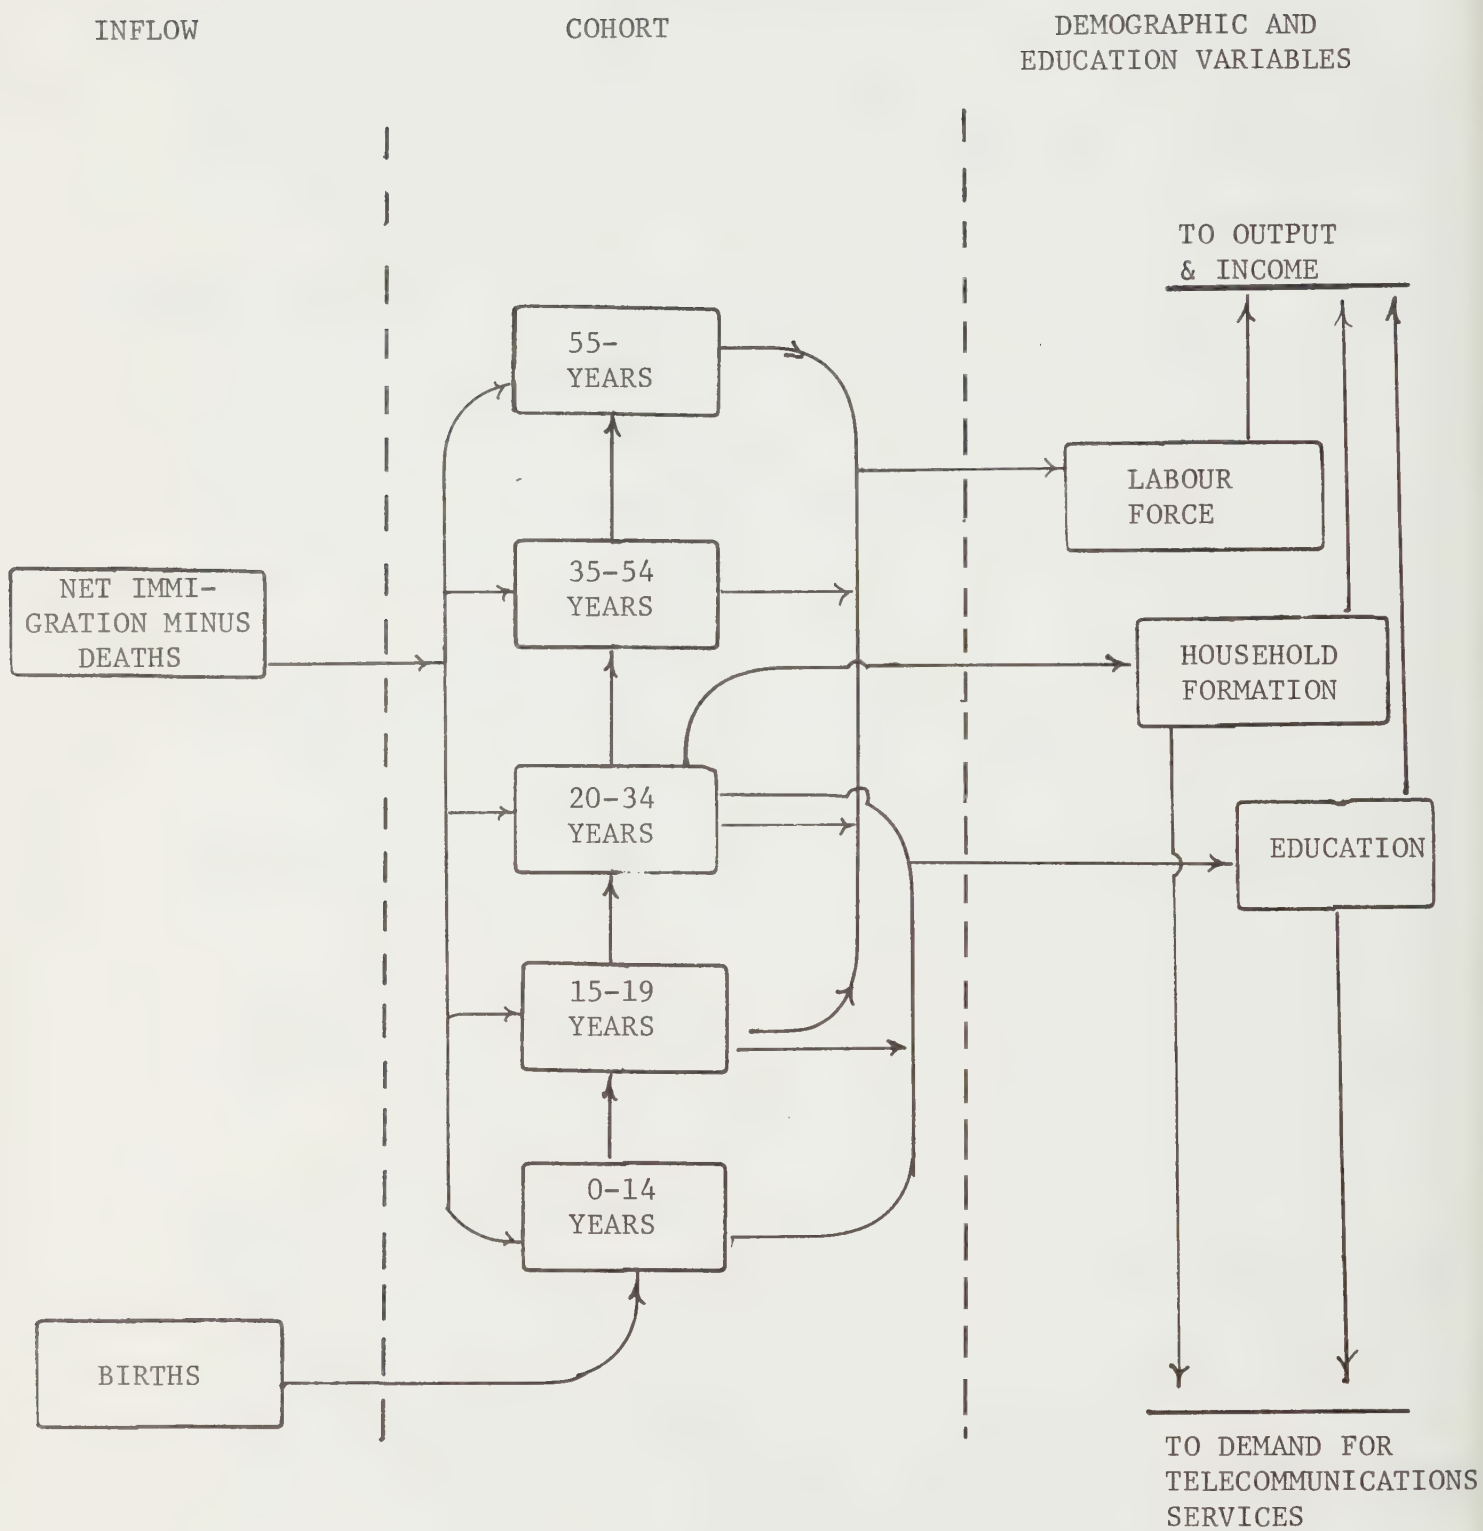 INFLOW
COHORT
DEMOGRAPHIC AND
EDUCATION VARIABLES
TO OUTPUT
& INCOME
55-
YEARS
LABOUR
FORCE
35-54
YEARS
NET IMMI-
GRATION MINUS
DEATHS
HOUSEHOLD
FORMATION
20-34
YEARS
EDUCATION
15-19
YEARS
0-14
YEARS
BIRTHS
TO DEMAND FOR
TELECOMMUNICATIONS
SERVICES